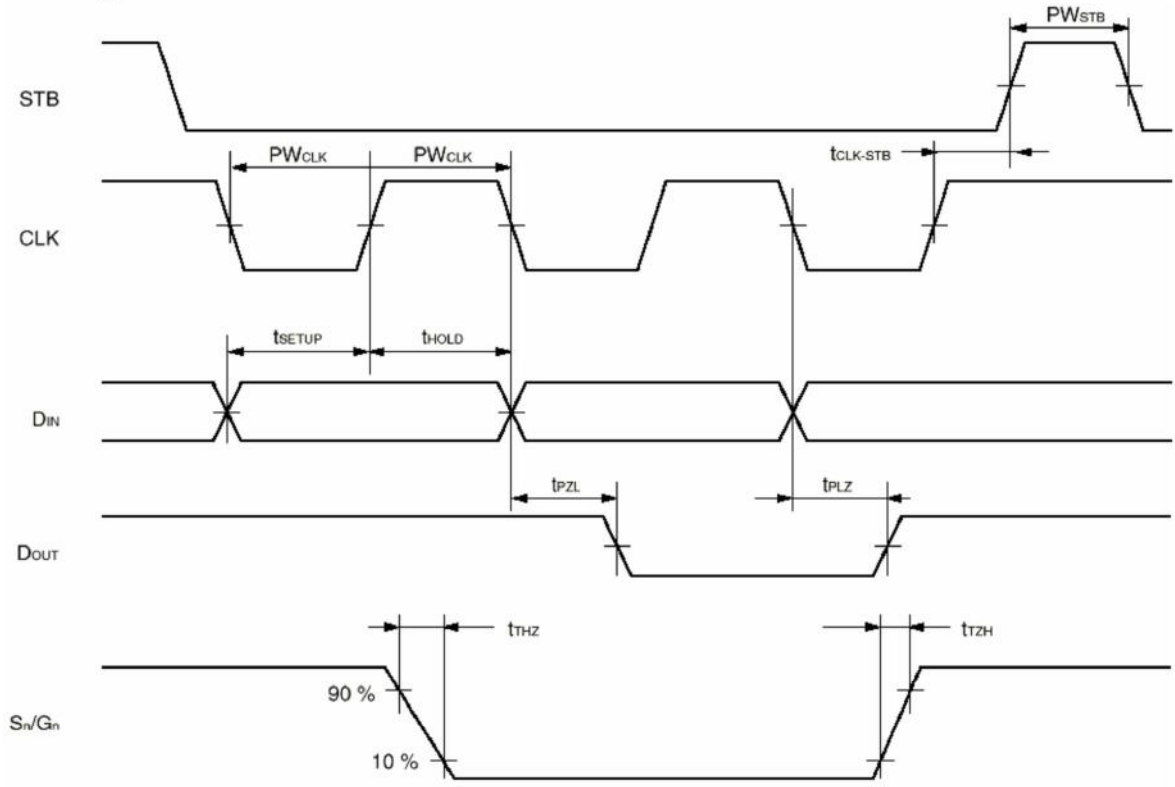 PWSTB
STB
tCLK-STB
PWCLK PWCLK
CLK
tSETUP tHOLD
DIN
tPZL tPLZ
DOUT
tTHZ tTZH
90 %
Sn/Gn
10 %